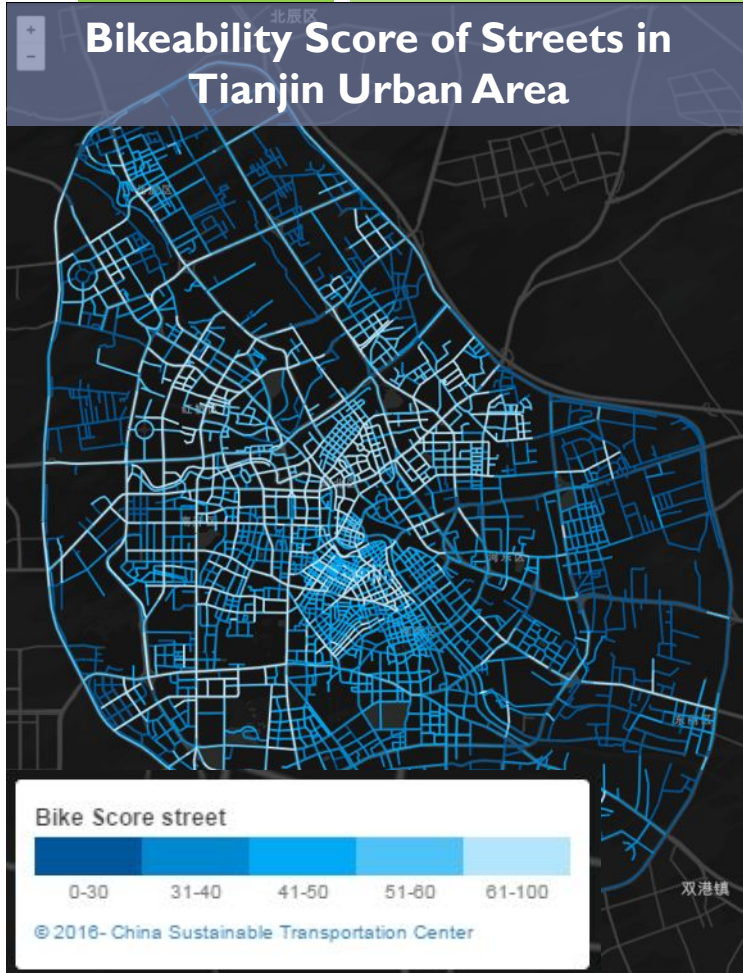 北辰区
+
Bikeability Score of Streets in
Tianjin Urban Area
−
双港镇
Bike Score street
0-30
31-40
41-50
51-60
61-100
© 2016- China Sustainable Transportation Center